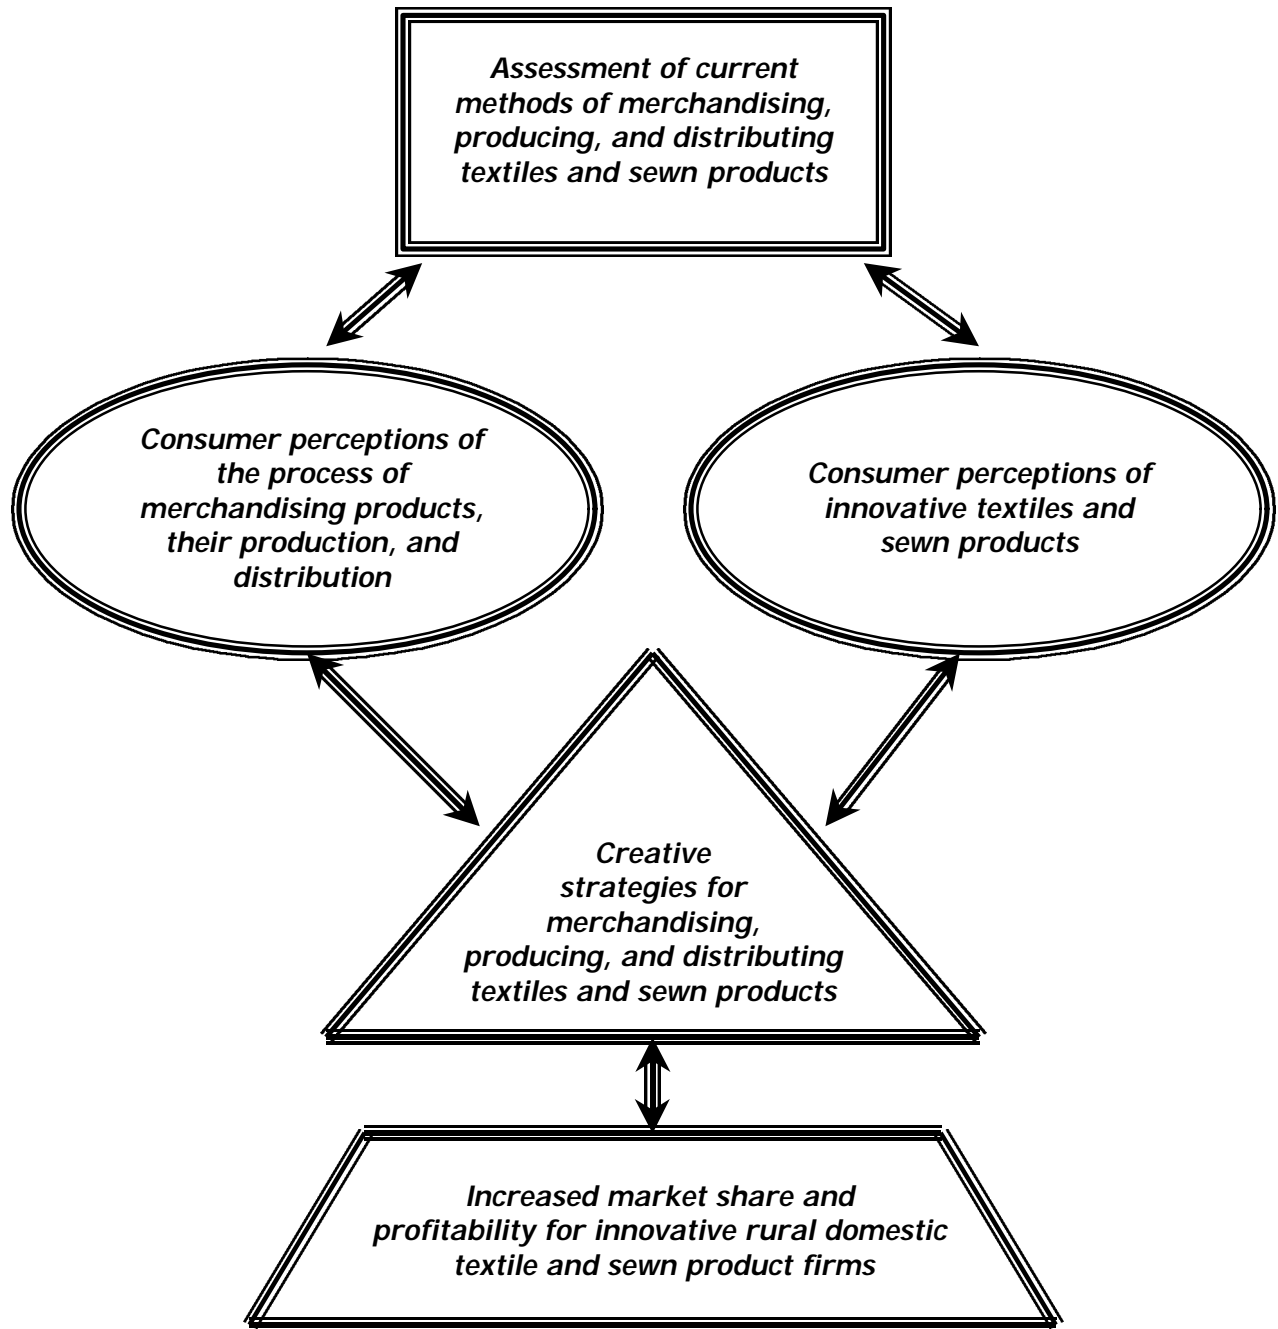 Assessment of current
methods of merchandising,
producing, and distributing
textiles and sewn products
Consumer perceptions of
the process of
merchandising products,
their production, and
distribution
Consumer perceptions of
innovative textiles and
sewn products
Creative
strategies for
merchandising,
producing, and distributing
textiles and sewn products
Increased market share and
profitability for innovative rural domestic
textile and sewn product firms